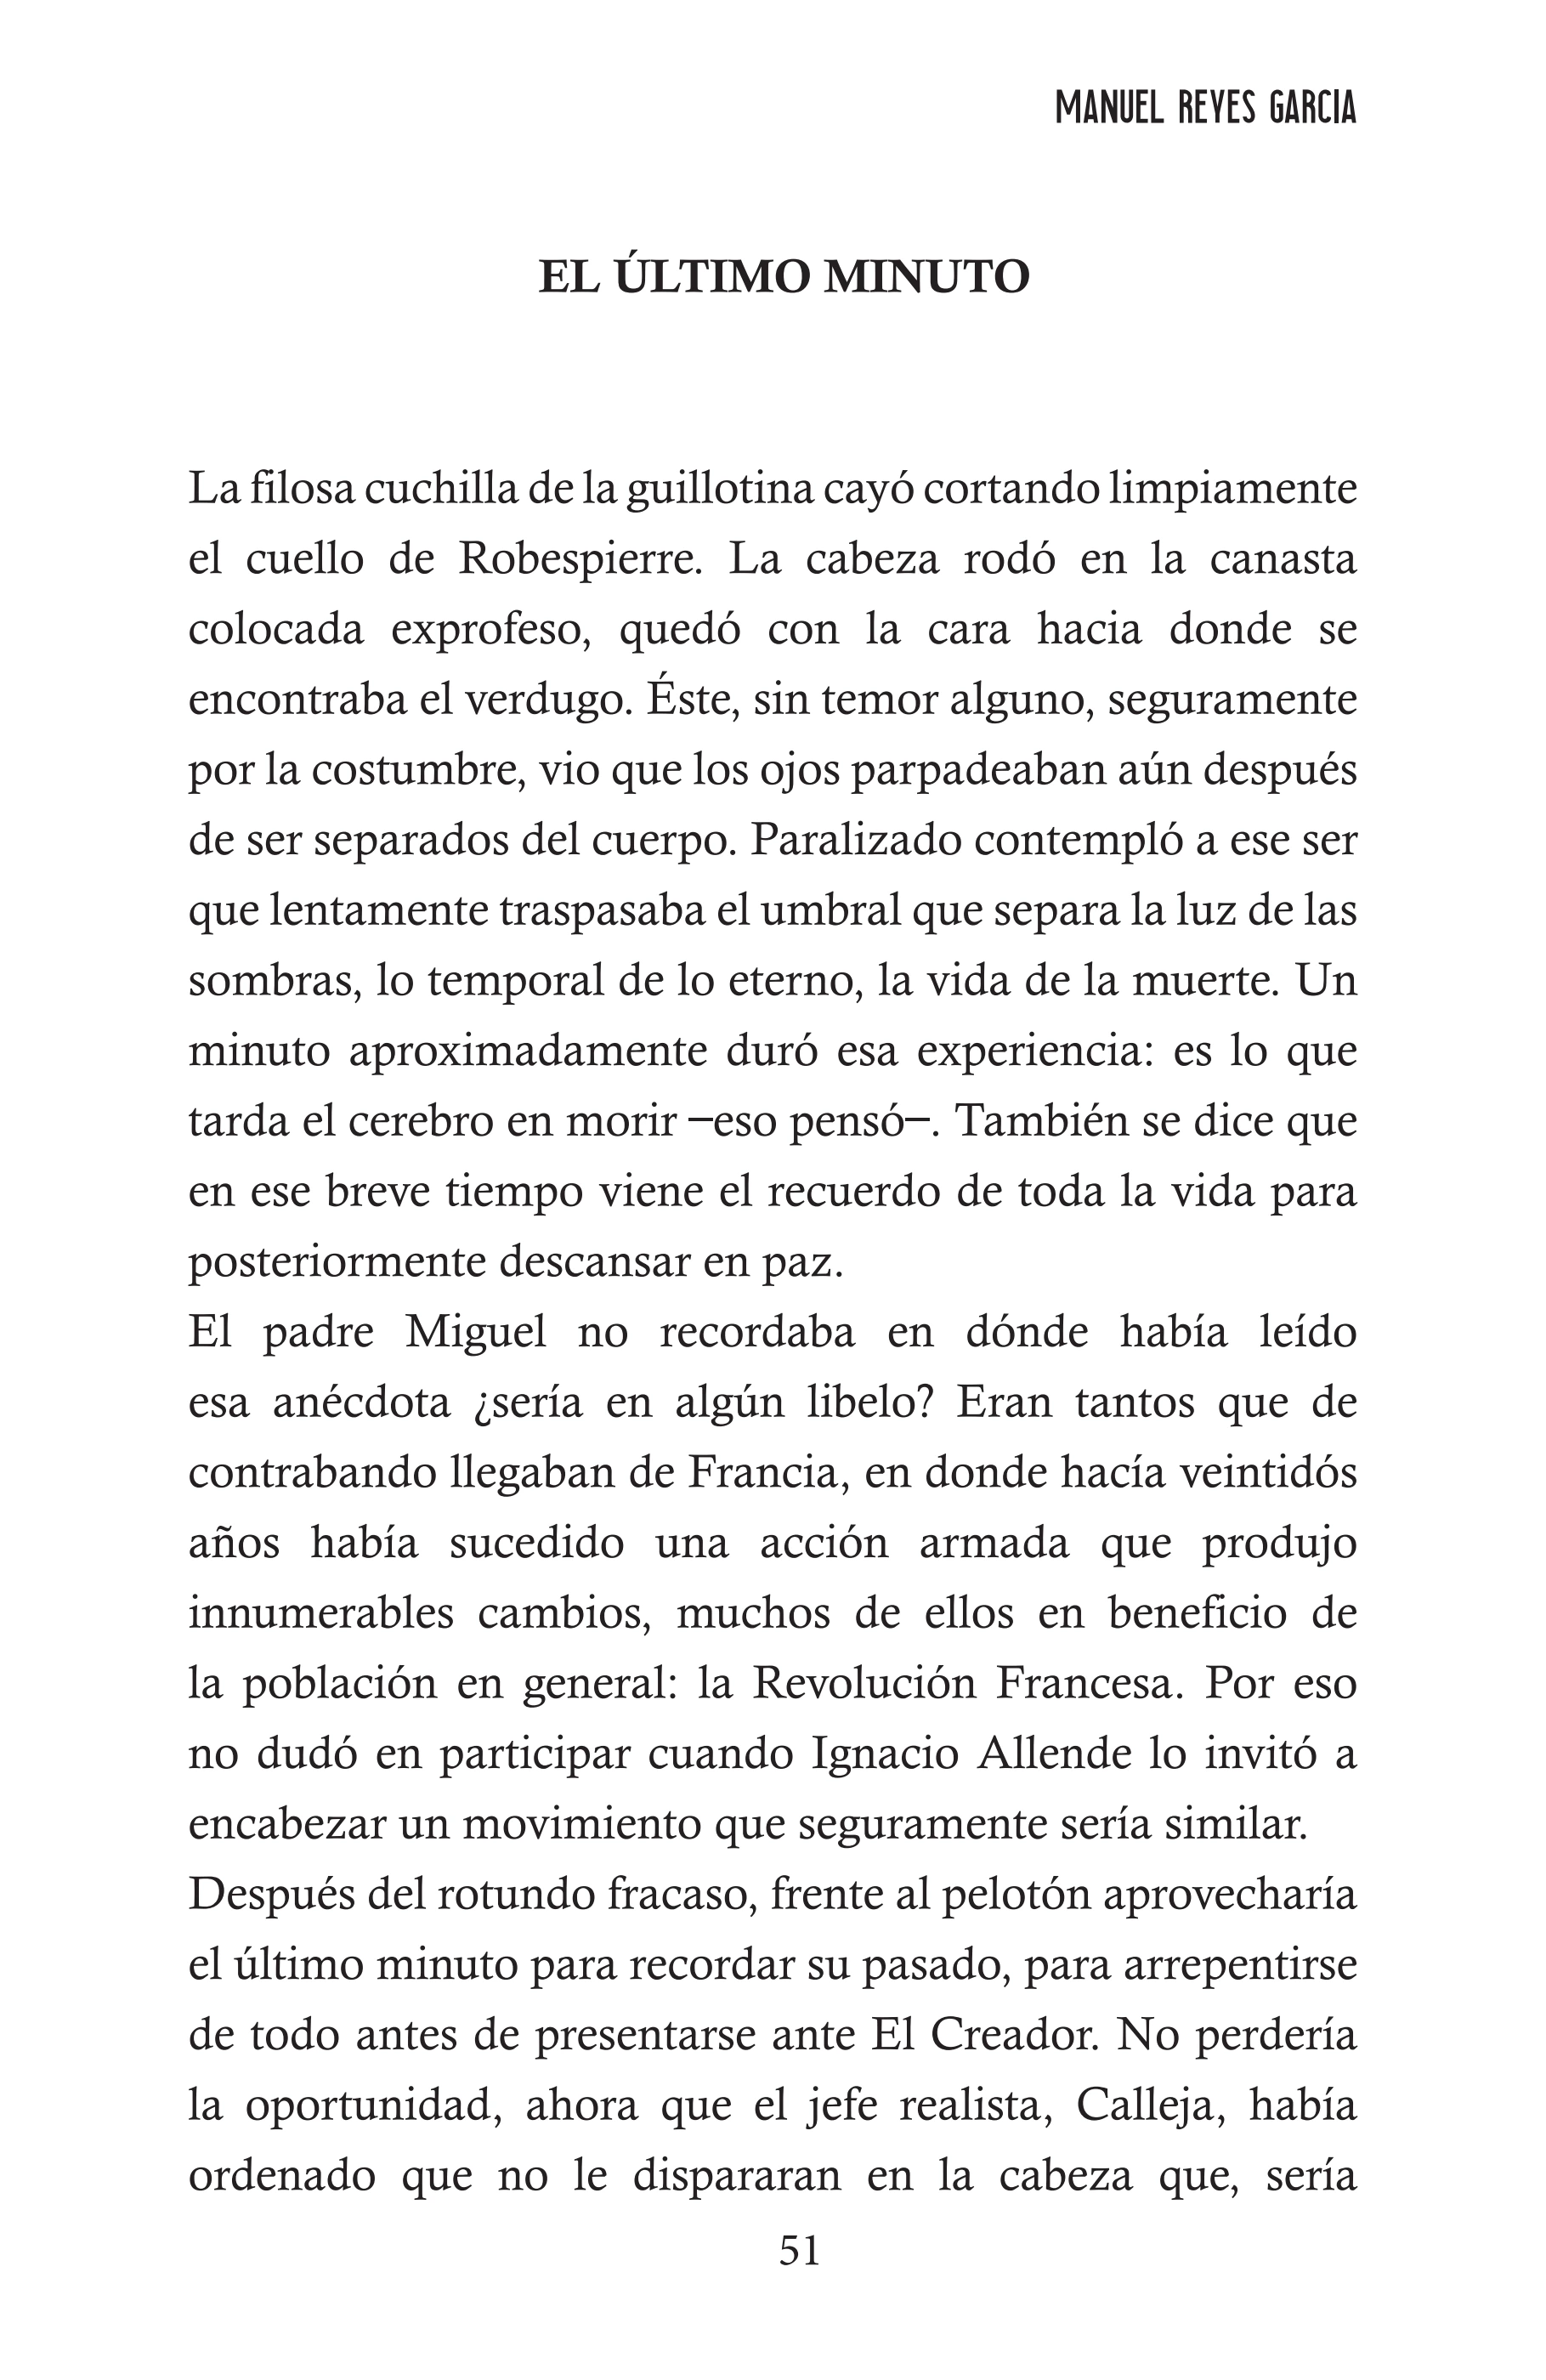 MANUEL REYES GARCIA
EL ÚLTIMO MINUTO
La filosa cuchilla de la guillotina cayó cortando limpiamente
el cuello de Robespierre. La cabeza rodó en la canasta
colocada exprofeso, quedó con la cara hacia donde se
encontraba el verdugo. Éste, sin temor alguno, seguramente
por la costumbre, vio que los ojos parpadeaban aún después
de ser separados del cuerpo. Paralizado contempló a ese ser
que lentamente traspasaba el umbral que separa la luz de las
sombras, lo temporal de lo eterno, la vida de la muerte. Un
minuto aproximadamente duró esa experiencia: es lo que
tarda el cerebro en morir –eso pensó–. También se dice que
en ese breve tiempo viene el recuerdo de toda la vida para
posteriormente descansar en paz.
El padre Miguel no recordaba en dónde había leído
esa anécdota ¿sería en algún libelo? Eran tantos que de
contrabando llegaban de Francia, en donde hacía veintidós
años había sucedido una acción armada que produjo
innumerables cambios, muchos de ellos en beneficio de
la población en general: la Revolución Francesa. Por eso
no dudó en participar cuando Ignacio Allende lo invitó a
encabezar un movimiento que seguramente sería similar.
Después del rotundo fracaso, frente al pelotón aprovecharía
el último minuto para recordar su pasado, para arrepentirse
de todo antes de presentarse ante El Creador. No perdería
la oportunidad, ahora que el jefe realista, Calleja, había
ordenado que no le dispararan en la cabeza que, sería
51